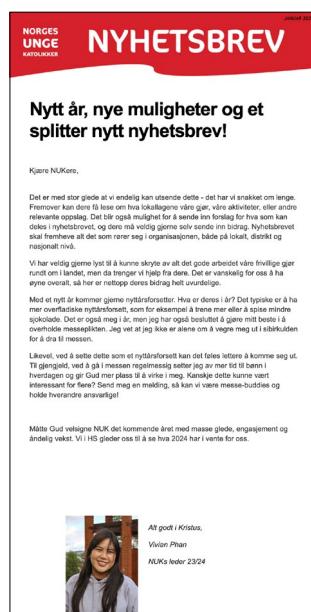 Januar 202
NORGES
UNGE
KATOLIKKER
NYHETSBREV
Nytt år, nye muligheter og et
splitter nytt nyhetsbrev!
Kjære NUKere,
Det er med stor glede at vi endelig kan utsende dette - det har vi snakket om lenge.
Fremover kan dere få lese om hva lokallagene våre gjør, våre aktiviteter, eller andre
relevante oppslag. Det blir også mulighet for å sende inn forslag for hva som kan
deles i nyhetsbrevet, og dere må veldig gjerne selv sende inn bidrag. Nyhetsbrevet
skal fremheve alt det som rører seg i organisasjonen, både på lokalt, distrikt og
nasjonalt nivå.
Vi har veldig gjerne lyst til å kunne skryte av alt det gode arbeidet våre frivillige gjør
rundt om i landet, men da trenger vi hjelp fra dere. Det er vanskelig for oss å ha
øyne overalt, så her er nettopp deres bidrag helt uvurderlige.
Med et nytt år kommer gjerne nyttårsforsetter. Hva er deres i år? Det typiske er å ha
mer overfladiske nyttårsforsett, som for eksempel å trene mer eller å spise mindre
sjokolade. Det er også meg i år, men jeg har også besluttet å gjøre mitt beste i å
overholde messeplikten. Jeg vet at jeg ikke er alene om å vegre meg ut i sibirkulden
for å dra til messen.
Likevel, ved å sette dette som et nyttårsforsett kan det føles lettere å komme seg ut.
Til gjengjeld, ved å gå i messen regelmessig setter jeg av mer tid til bønn i
hverdagen og gir Gud mer plass til å virke i meg. Kanskje dette kunne vært
interessant for flere? Send meg en melding, så kan vi være messe-buddies og
holde hverandre ansvarlige!
Måtte Gud velsigne NUK det kommende året med masse glede, engasjement og
åndelig vekst. Vi i HS gleder oss til å se hva 2024 har i vente for oss.
Alt godt i Kristus,
Vivian Phan
NUKs leder 23/24